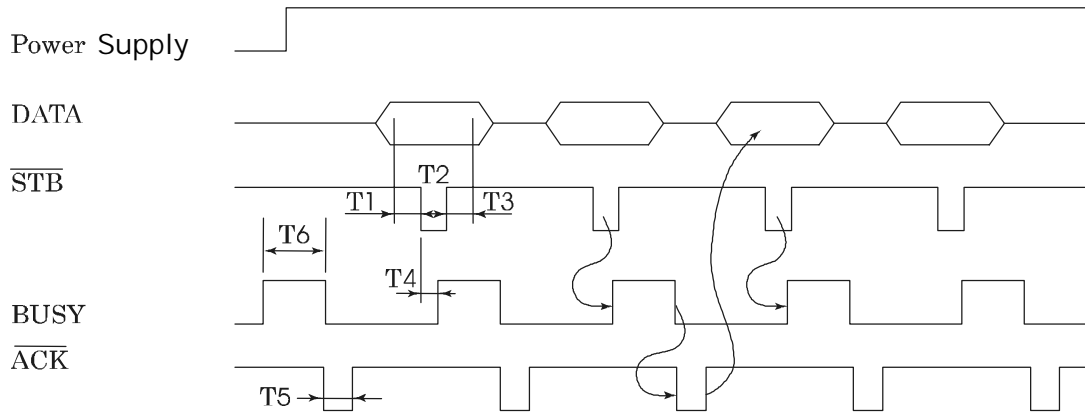 Power Supply
DATA
T2
STB
T1
T3
T6
T4
BUSY
ACK
T5